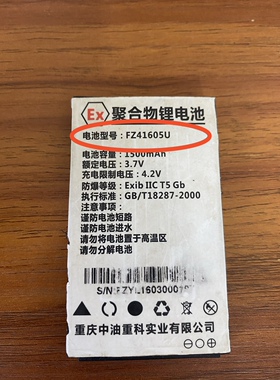 Ex 聚合物锂电池
电池型号：FZ41605U
电池容量：1500mAh
额定电压：3.7V
充电限制电压：4.2V
防爆等级：Exib IIC T5 Gb
执行标准：GB/T18287-2000
谨防电池短路
谨防电池进水
请勿将电池置于高温区
请勿分解电池
重庆中油重科实业有限公司